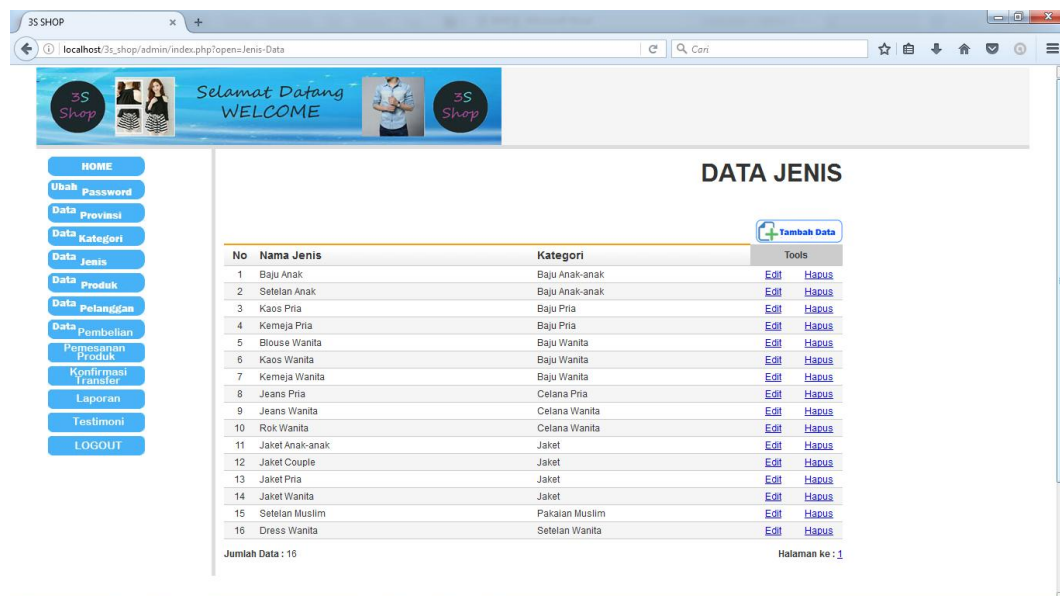 3S SHOP
localhost/3s_shop/admin/index.php?open=Jenis-Data
Cari
3S Shop
Selamat Datang
WELCOME
3S Shop
HOME
Ubah Password
Data Provinsi
Data Kategori
Data Jenis
Data Produk
Data Pelanggan
Data Pembelian
Pemesanan Produk
Konfirmasi Transfer
Laporan
Testimoni
LOGOUT
DATA JENIS
Tambah Data
No Nama Jenis Kategori Tools
1 Baju Anak Baju Anak-anak Edit Hapus
2 Setelan Anak Baju Anak-anak Edit Hapus
3 Kaos Pria Baju Pria Edit Hapus
4 Kemeja Pria Baju Pria Edit Hapus
5 Blouse Wanita Baju Wanita Edit Hapus
6 Kaos Wanita Baju Wanita Edit Hapus
7 Kemeja Wanita Baju Wanita Edit Hapus
8 Jeans Pria Celana Pria Edit Hapus
9 Jeans Wanita Celana Wanita Edit Hapus
10 Rok Wanita Celana Wanita Edit Hapus
11 Jaket Anak-anak Jaket Edit Hapus
12 Jaket Couple Jaket Edit Hapus
13 Jaket Pria Jaket Edit Hapus
14 Jaket Wanita Jaket Edit Hapus
15 Setelan Muslim Pakaian Muslim Edit Hapus
16 Dress Wanita Setelan Wanita Edit Hapus
Jumlah Data : 16 Halaman ke : 1